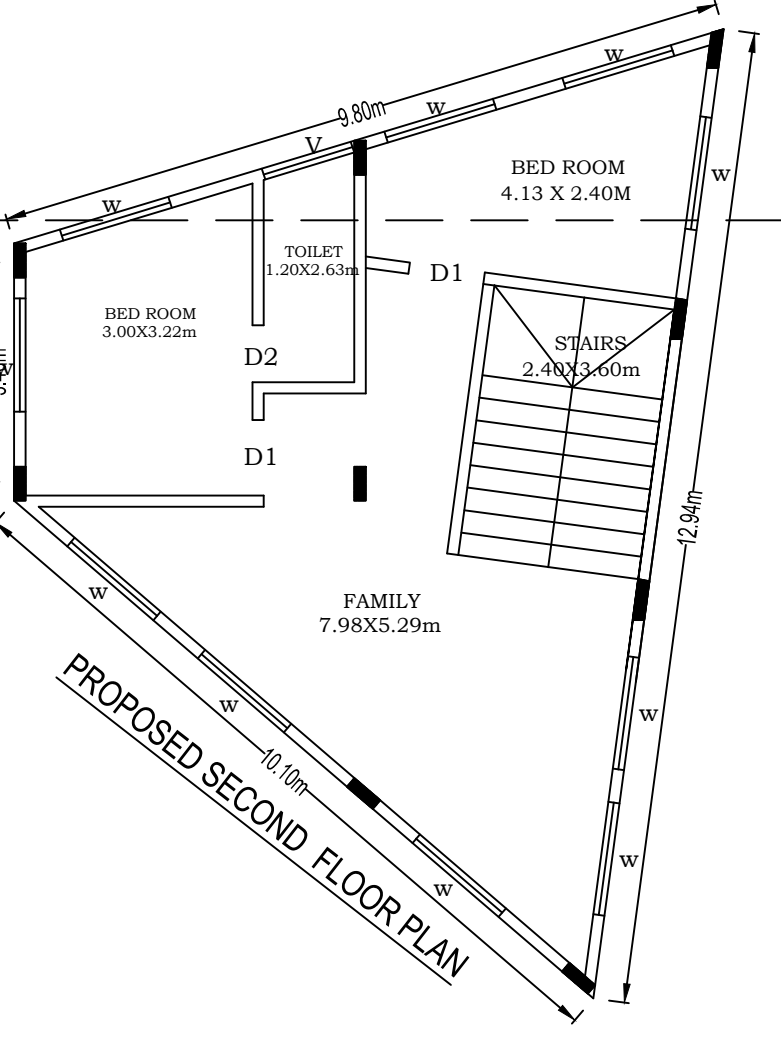 9.80m
w
w
V
w
BED ROOM
4.13 X 2.40M
w
TOILET
1.20X2.63m
D1
BED ROOM
3.00X3.22m
STAIRS
2.40X3.60m
D2
w
D1
12.94m
FAMILY
7.98X5.29m
w
w
w
10.10m
w
w
PROPOSED SECOND FLOOR PLAN